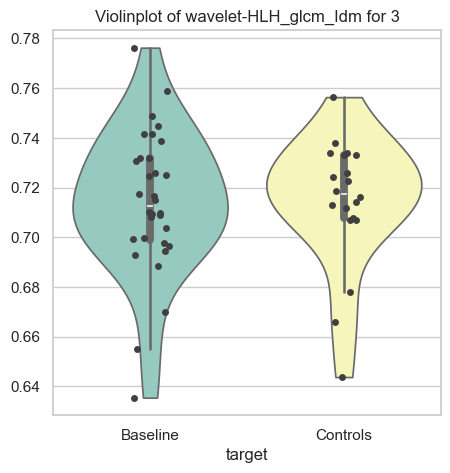 Violinplot of wavelet-HLH_glcm_Idm for 3
0.78
0.76
0.74
0.72
0.70
0.68
0.66
0.64
Baseline
Controls
target